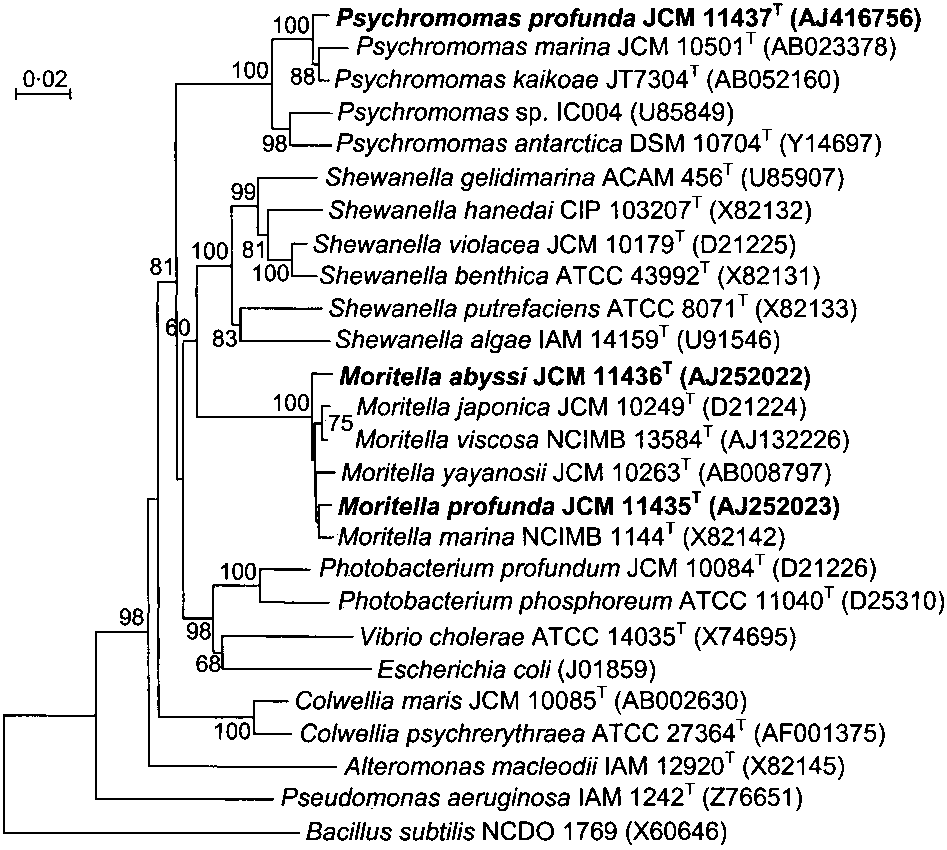 100 Psychromomas profunda JCM 11437T (AJ416756)
Psychromomas marina JCM 10501T (AB023378)
0·02
100
88 Psychromomas kaikoae JT7304T (AB052160)
Psychromomas sp. IC004 (U85849)
98 Psychromomas antarctica DSM 10704T (Y14697)
99 Shewanella gelidimarina ACAM 456T (U85907)
Shewanella hanedai CIP 103207T (X82132)
100 81 Shewanella violacea JCM 10179T (D21225)
81 100 Shewanella benthica ATCC 43992T (X82131)
Shewanella putrefaciens ATCC 8071T (X82133)
60 83 Shewanella algae IAM 14159T (U91546)
Moritella abyssi JCM 11436T (AJ252022)
100 Moritella japonica JCM 10249T (D21224)
75
Moritella viscosa NCIMB 13584T (AJ132226)
Moritella yayanosii JCM 10263T (AB008797)
Moritella profunda JCM 11435T (AJ252023)
Moritella marina NCIMB 1144T (X82142)
100 Photobacterium profundum JCM 10084T (D21226)
Photobacterium phosphoreum ATCC 11040T (D25310)
98 98 Vibrio cholerae ATCC 14035T (X74695)
68 Escherichia coli (J01859)
Colwellia maris JCM 10085T (AB002630)
100 Colwellia psychrerythraea ATCC 27364T (AF001375)
Alteromonas macleodii IAM 12920T (X82145)
Pseudomonas aeruginosa IAM 1242T (Z76651)
Bacillus subtilis NCDO 1769 (X60646)